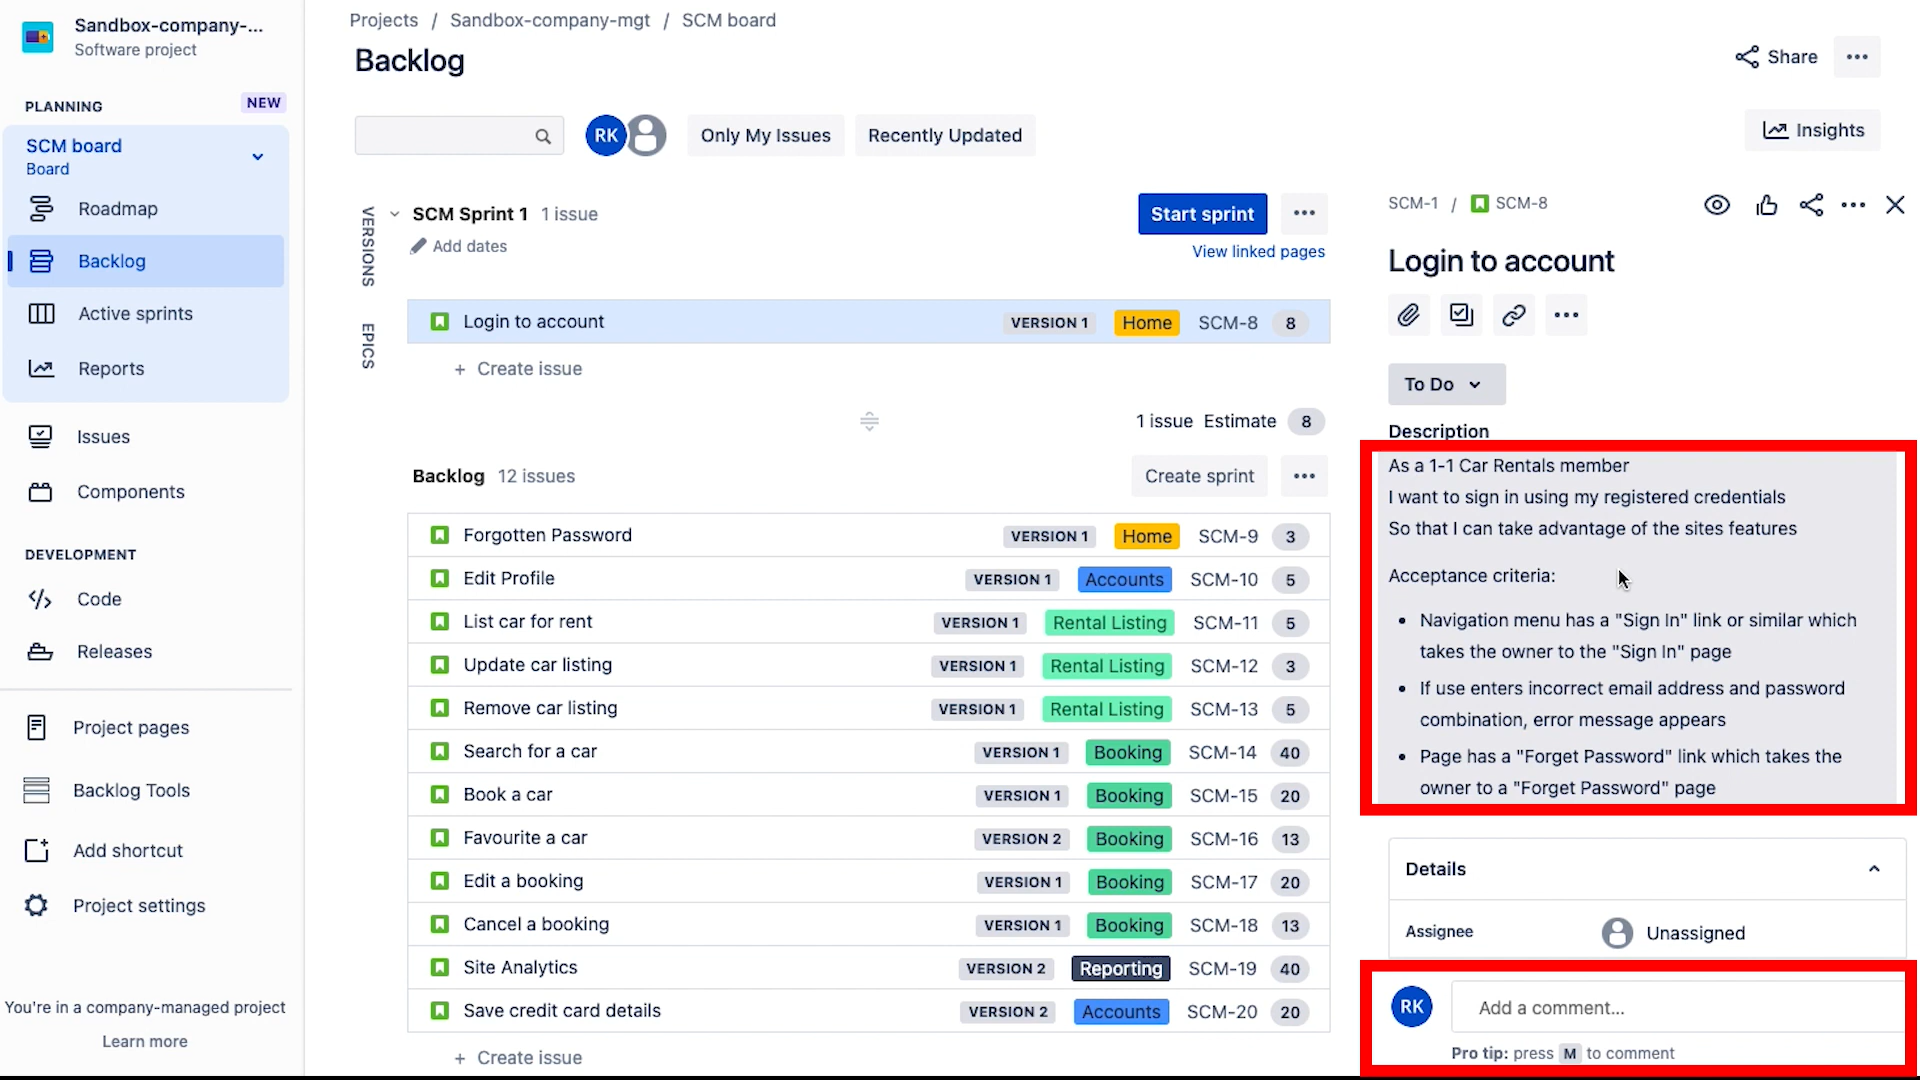 Sandbox-company-...
Software project
PLANNING
NEW
SCM board
Board
Roadmap
Backlog
Active sprints
Reports
Issues
Components
DEVELOPMENT
Code
Releases
Project pages
Backlog Tools
Add shortcut
Project settings
You're in a company-managed project
Learn more
Projects / Sandbox-company-mgt / SCM board
Backlog
Share
RK
Only My Issues
Recently Updated
Insights
VERSIONS
EPICS
SCM Sprint 1 1 issue
Add dates
Start sprint
View linked pages
Login to account VERSION 1 Home SCM-8 8
+ Create issue
1 issue Estimate 8
Backlog 12 issues
Create sprint
Forgotten Password VERSION 1 Home SCM-9 3
Edit Profile VERSION 1 Accounts SCM-10 5
List car for rent VERSION 1 Rental Listing SCM-11 5
Update car listing VERSION 1 Rental Listing SCM-12 3
Remove car listing VERSION 1 Rental Listing SCM-13 5
Search for a car VERSION 1 Booking SCM-14 40
Book a car VERSION 1 Booking SCM-15 20
Favourite a car VERSION 2 Booking SCM-16 13
Edit a booking VERSION 1 Booking SCM-17 20
Cancel a booking VERSION 1 Booking SCM-18 13
Site Analytics VERSION 2 Reporting SCM-19 40
Save credit card details VERSION 2 Accounts SCM-20 20
+ Create issue
SCM-1 / SCM-8
Login to account
To Do
Description
As a 1-1 Car Rentals member
I want to sign in using my registered credentials
So that I can take advantage of the sites features
Acceptance criteria:
• Navigation menu has a "Sign In" link or similar which
takes the owner to the "Sign In" page
• If use enters incorrect email address and password
combination, error message appears
• Page has a "Forget Password" link which takes the
owner to a "Forget Password" page
Details
Assignee
Unassigned
RK
Add a comment...
Pro tip: press M to comment